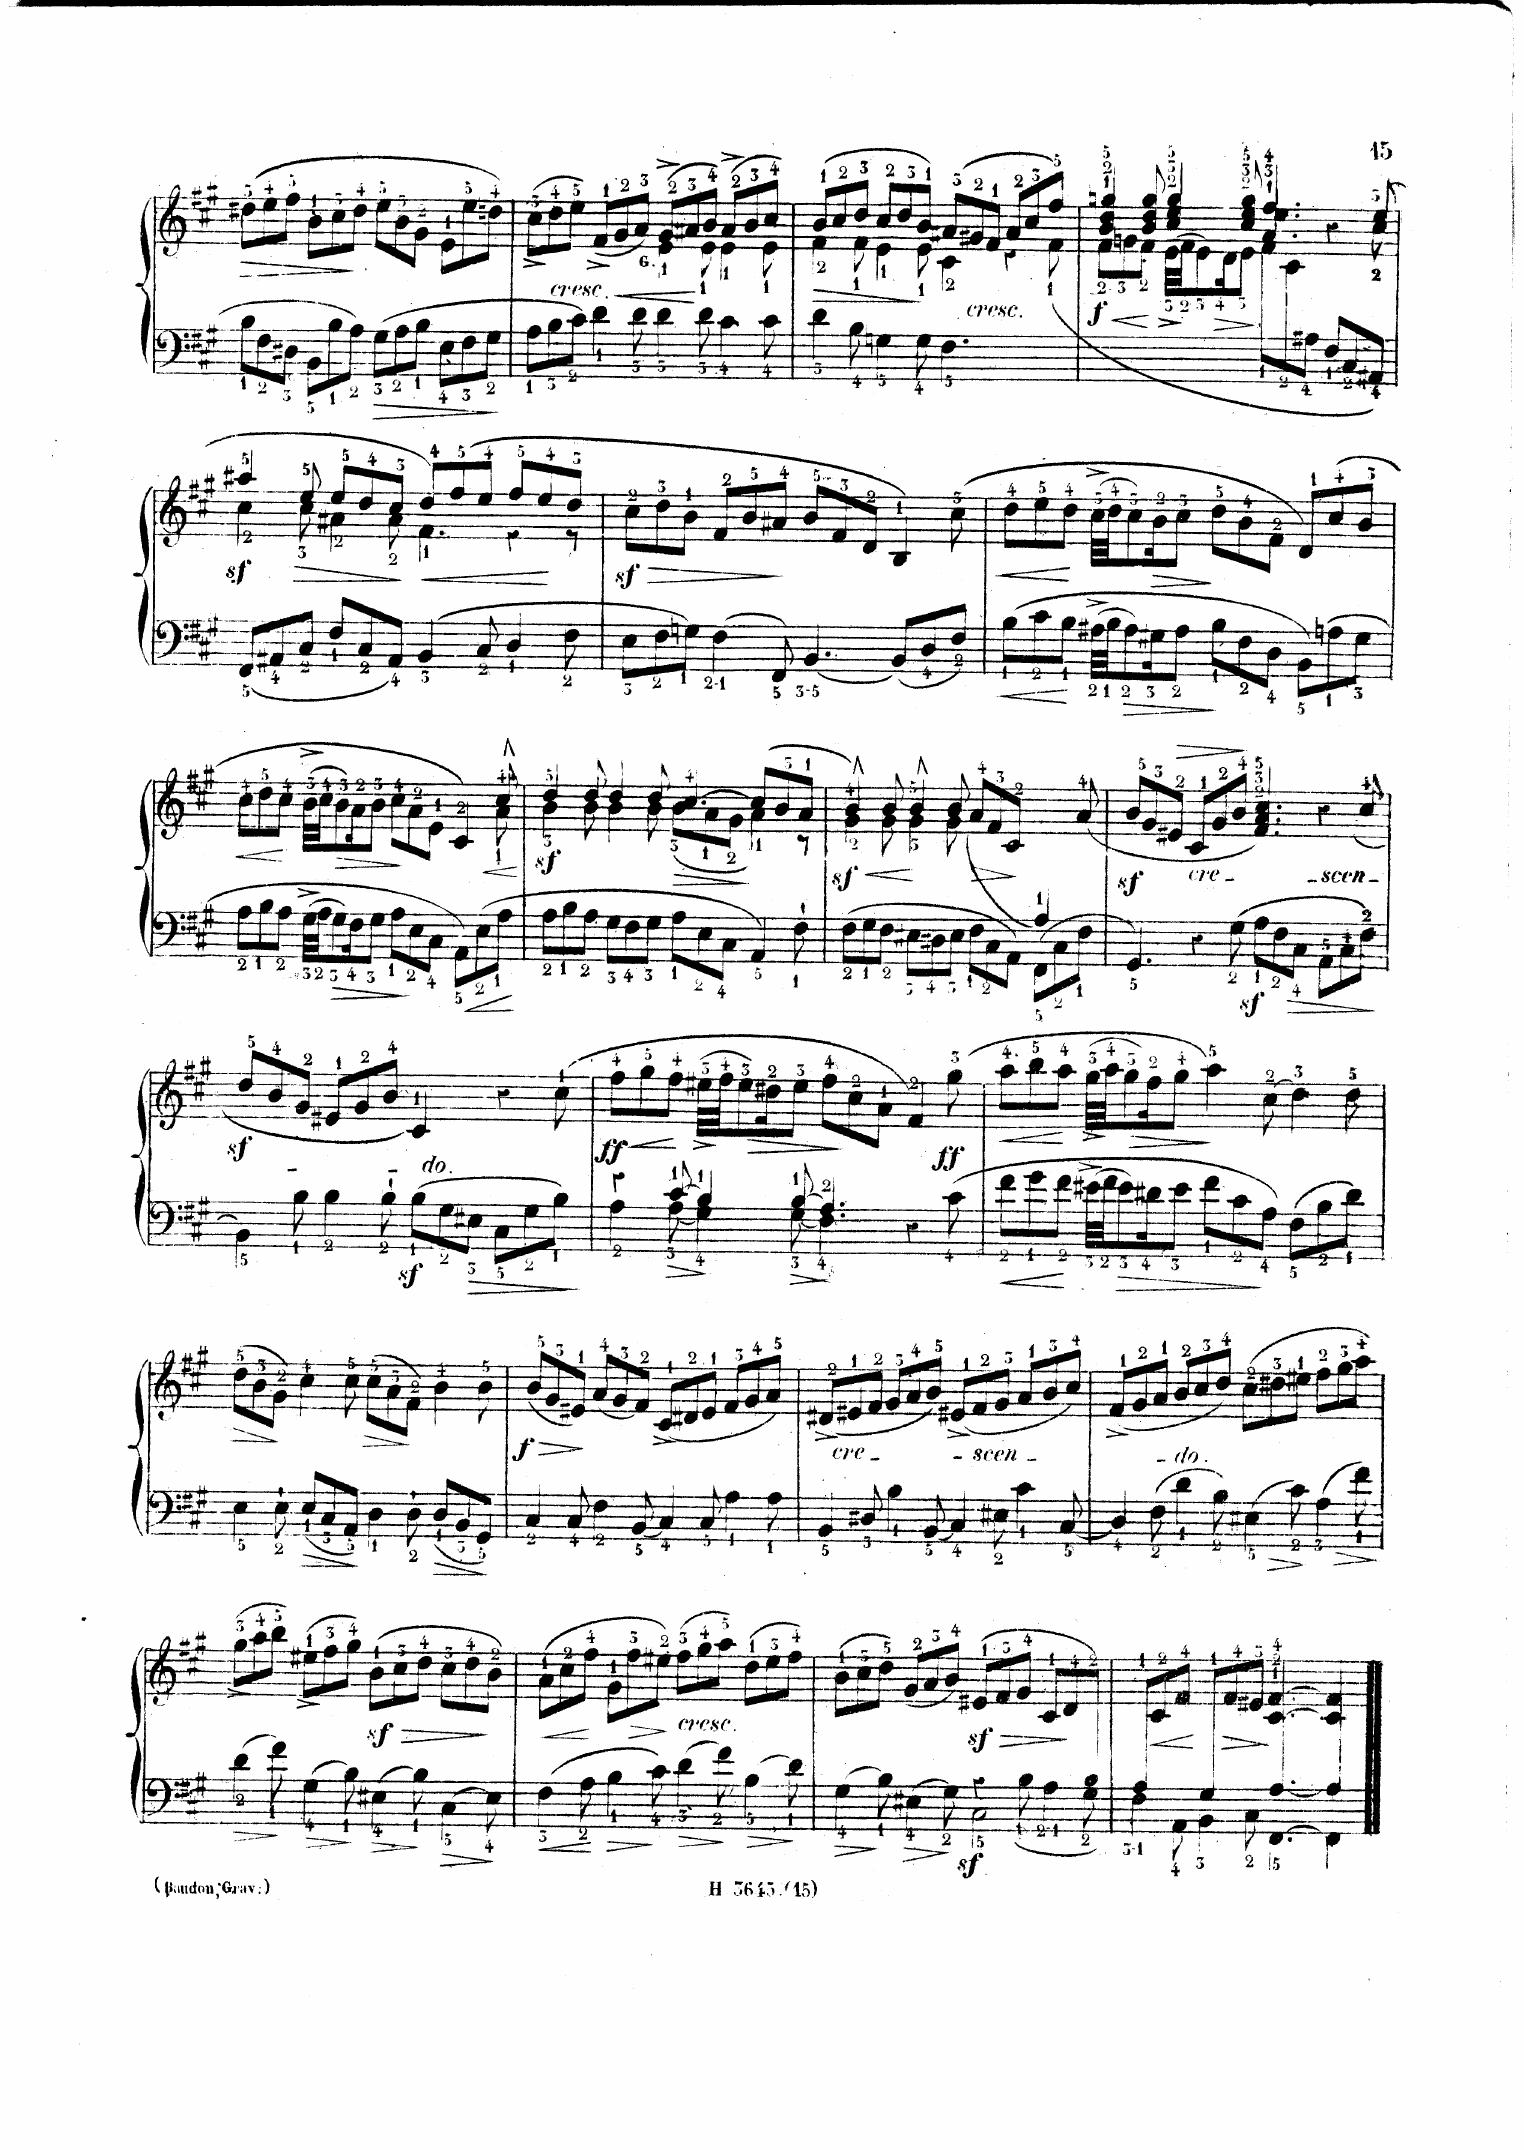 15
G.
cresc.
cresc.
f
sf
sf
sf
sf
sf
cre - - scen -
sf
sf
- - do.
ff
ff
sf
f
cre - - scen - - do.
sf
cresc.
sf
sf
(Baudon, Grav:)
H 3643.(15)